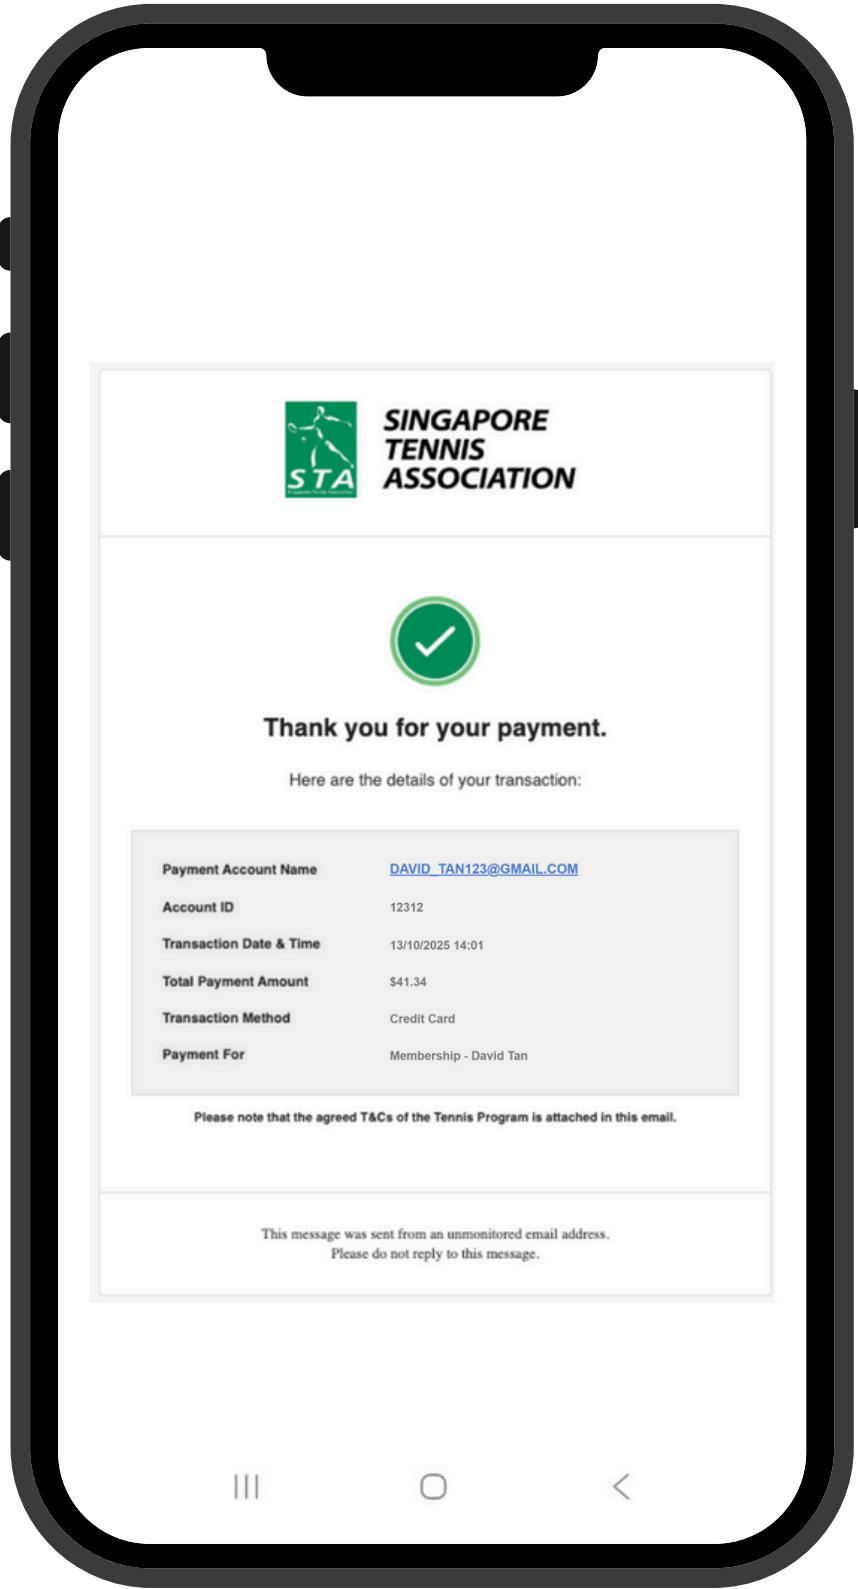 STA
SINGAPORE
TENNIS
ASSOCIATION
Thank you for your payment.
Here are the details of your transaction:
Payment Account Name DAVID_TAN123@GMAIL.COM
Account ID 12312
Transaction Date & Time 13/10/2025 14:01
Total Payment Amount $41.34
Transaction Method Credit Card
Payment For Membership - David Tan
Please note that the agreed T&Cs of the Tennis Program is attached in this email.
This message was sent from an unmonitored email address.
Please do not reply to this message.